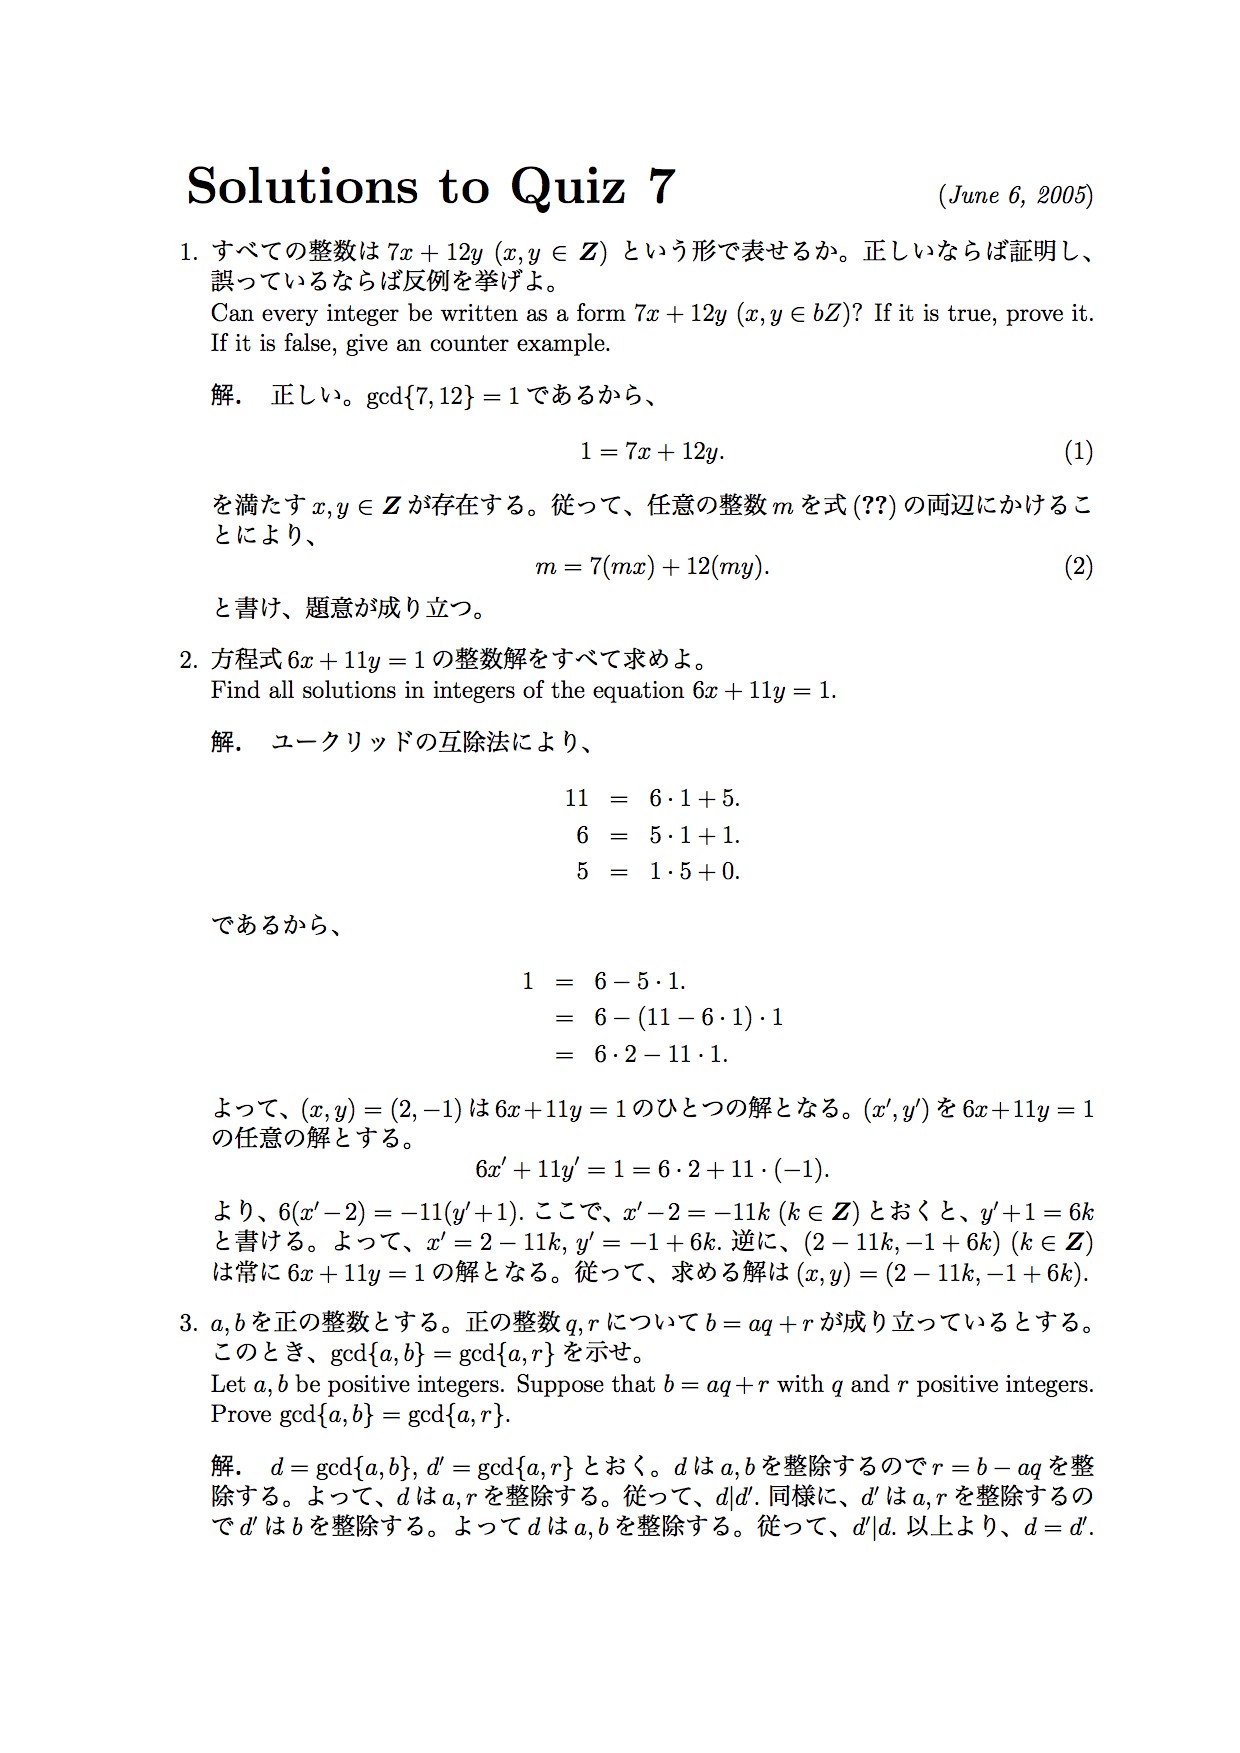 Solutions to Quiz 7 (June 6, 2005)
1. すべての整数は 7x + 12y (x, y ∈ Z) という形で表せるか。正しいならば証明し、
誤っているならば反例を挙げよ。
Can every integer be written as a form 7x + 12y (x, y ∈ bZ)? If it is true, prove it.
If it is false, give an counter example.
解. 正しい。gcd{7, 12} = 1 であるから、
1 = 7x + 12y. (1)
を満たす x, y ∈ Z が存在する。従って、任意の整数 m を式 (??) の両辺にかけるこ
とにより、
m = 7(mx) + 12(my). (2)
と書け、題意が成り立つ。
2. 方程式 6x + 11y = 1 の整数解をすべて求めよ。
Find all solutions in integers of the equation 6x + 11y = 1.
解. ユークリッドの互除法により、
11 = 6 · 1 + 5.
6 = 5 · 1 + 1.
5 = 1 · 5 + 0.
であるから、
1 = 6 − 5 · 1.
= 6 − (11 − 6 · 1) · 1
= 6 · 2 − 11 · 1.
よって、(x, y) = (2, −1) は 6x+11y = 1 のひとつの解となる。(x′, y′) を 6x+11y = 1
の任意の解とする。
6x′ + 11y′ = 1 = 6 · 2 + 11 · (−1).
より、6(x′−2) = −11(y′+1). ここで、x′−2 = −11k (k ∈ Z) とおくと、y′+1 = 6k
と書ける。よって、x′ = 2 − 11k, y′ = −1 + 6k. 逆に、(2 − 11k, −1 + 6k) (k ∈ Z)
は常に 6x + 11y = 1 の解となる。従って、求める解は (x, y) = (2 − 11k, −1 + 6k).
3. a, b を正の整数とする。正の整数 q, r について b = aq + r が成り立っているとする。
このとき、gcd{a, b} = gcd{a, r} を示せ。
Let a, b be positive integers. Suppose that b = aq + r with q and r positive integers.
Prove gcd{a, b} = gcd{a, r}.
解. d = gcd{a, b}, d′ = gcd{a, r} とおく。d は a, b を整除するので r = b − aq を整
除する。よって、d は a, r を整除する。従って、d|d′. 同様に、d′ は a, r を整除するの
で d′ は b を整除する。よって d は a, b を整除する。従って、d′|d. 以上より、d = d′.